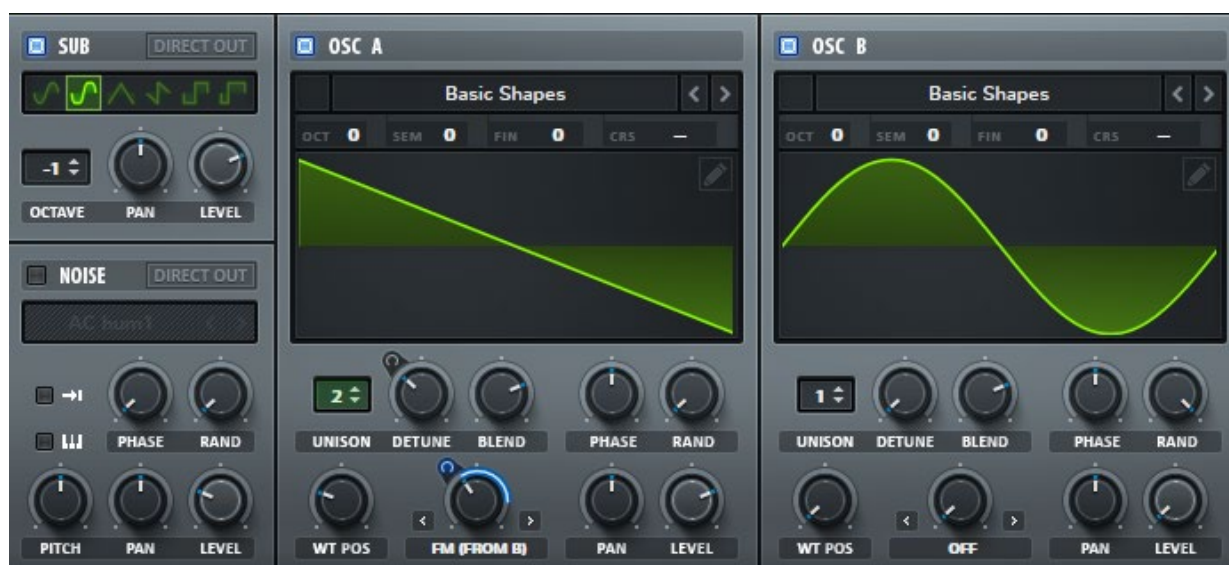 SUB DIRECT OUT
-1
OCTAVE PAN LEVEL
NOISE DIRECT OUT
AC hum1
PHASE RAND
PITCH PAN LEVEL
OSC A
Basic Shapes < >
OCT 0 SEM 0 FIN 0 CRS –
2
UNISON DETUNE BLEND PHASE RAND
< >
WT POS FM (FROM B) PAN LEVEL
OSC B
Basic Shapes < >
OCT 0 SEM 0 FIN 0 CRS –
1
UNISON DETUNE BLEND PHASE RAND
< >
WT POS OFF PAN LEVEL